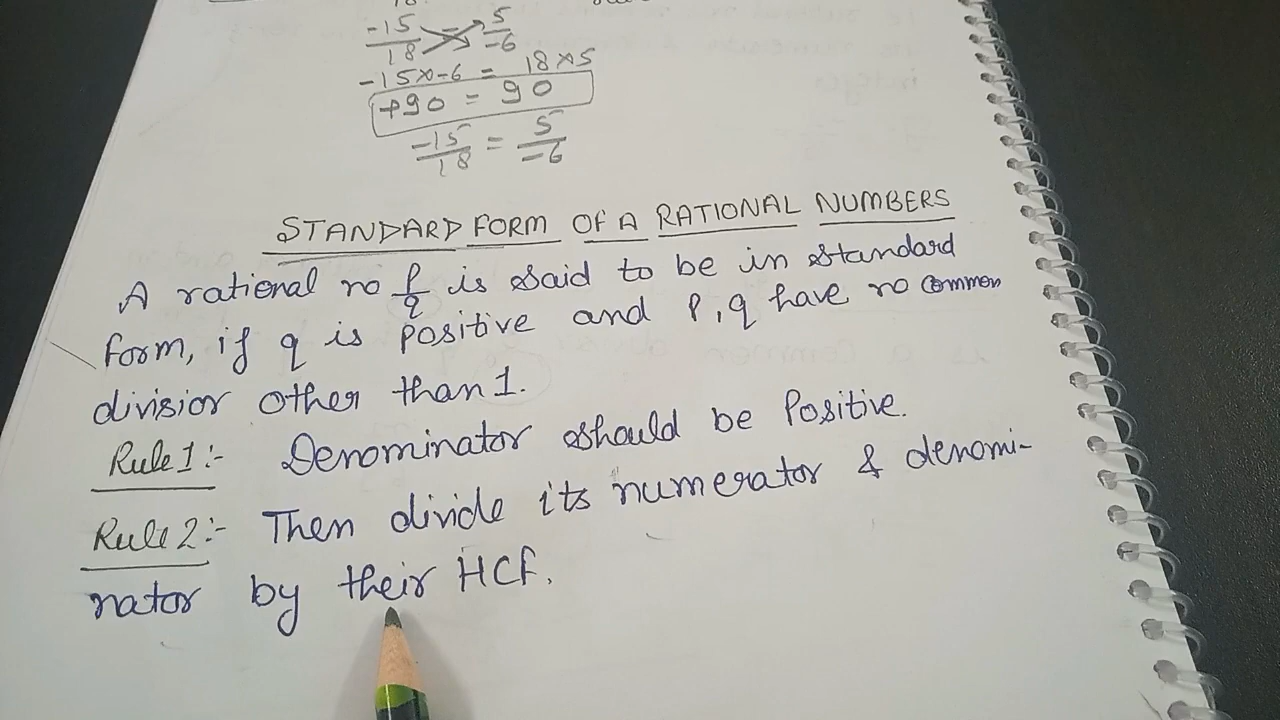 -15/18 = 5/-6
-15×-6 = 18×5
+90 = 90
-15/18 = 5/-6
STANDARD FORM OF A RATIONAL NUMBERS
A rational no P/q is said to be in standard
form, if q is positive and P, q have no common
divisior other than 1.
Rule 1:- Denominator should be Positive.
Rule 2:- Then divide its numerator & denomi-
nator by their HCF.